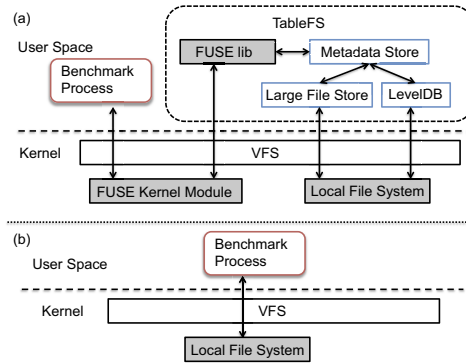 (a)
TableFS
User Space
FUSE lib
Metadata Store
Benchmark
Process
Large File Store
LevelDB
Kernel
VFS
FUSE Kernel Module
Local File System
(b)
Benchmark
Process
User Space
Kernel
VFS
Local File System